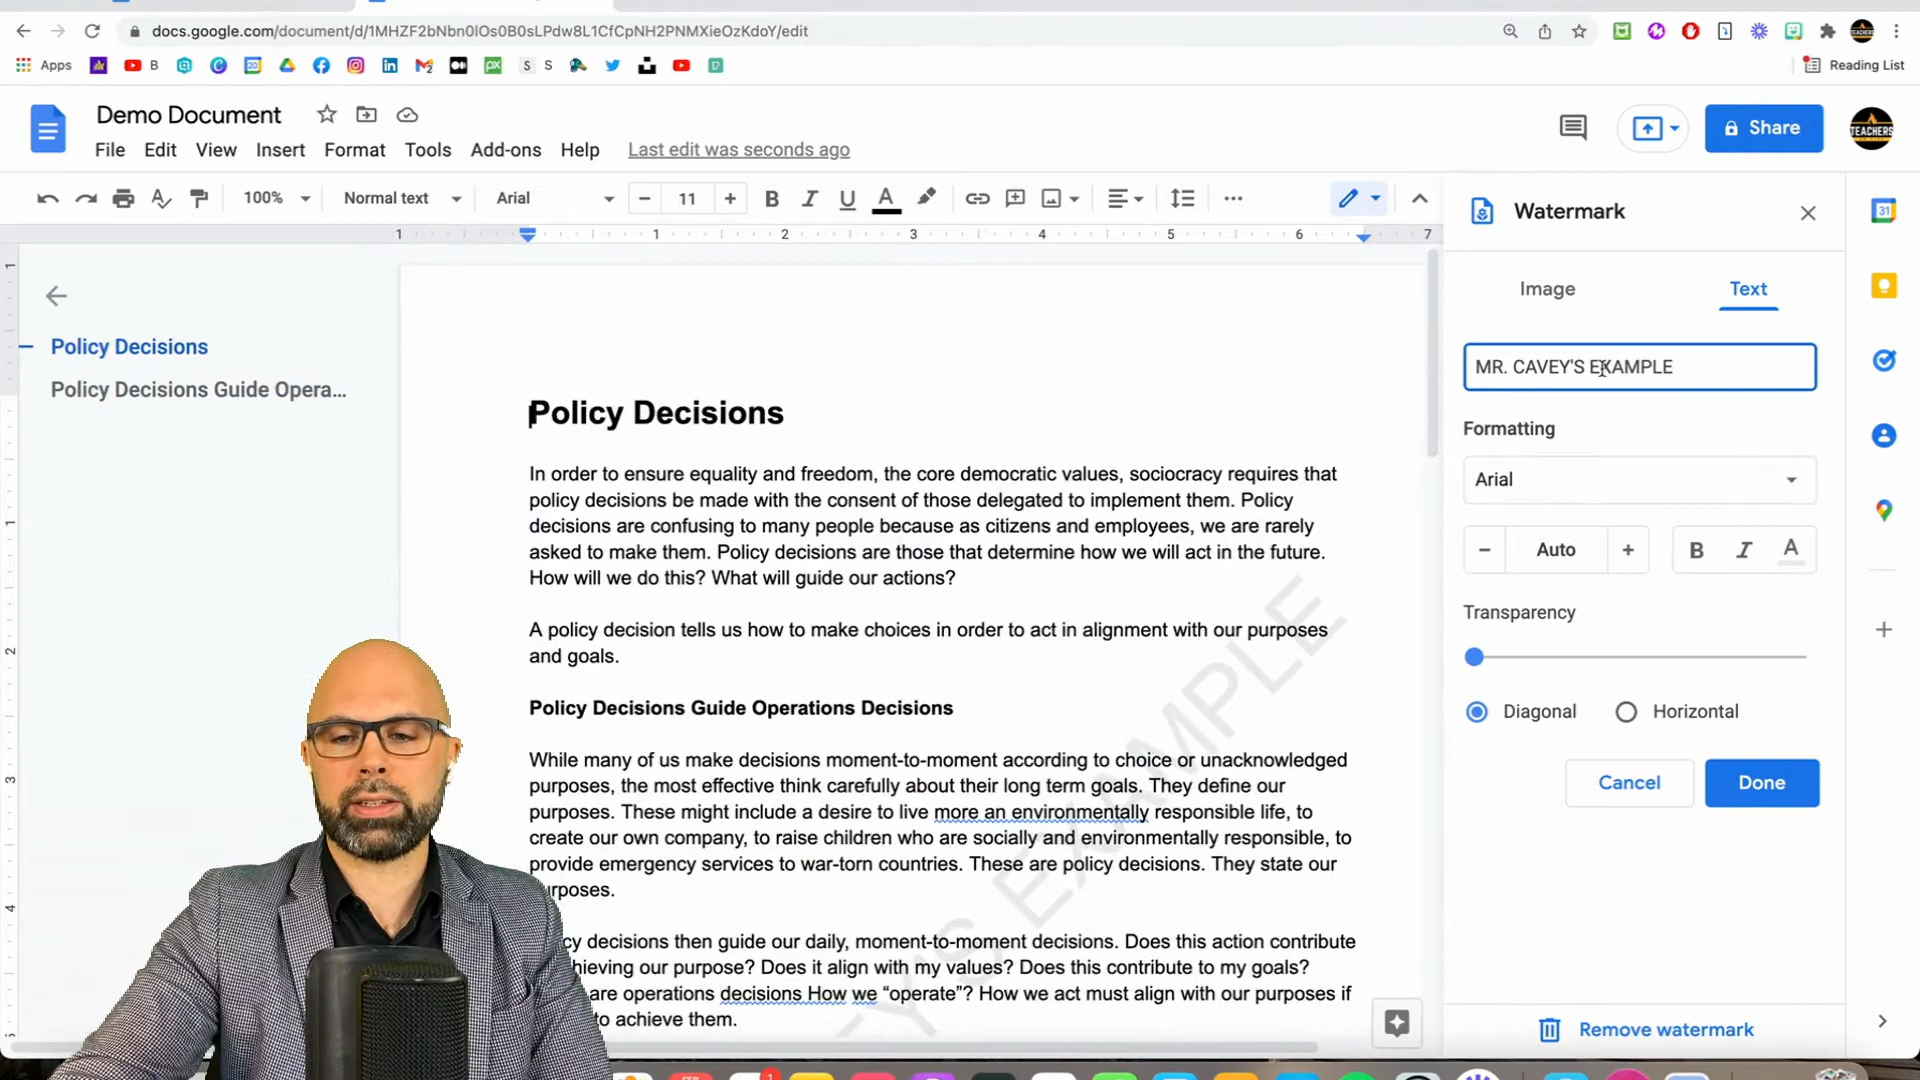 docs.google.com/document/d/1MHZF2bNbn0lOs0B0sLPdw8L1CfCpNH2PNMXieOzKdoY/edit
Apps
B
S
Reading List
Demo Document
File Edit View Insert Format Tools Add-ons Help Last edit was seconds ago
Share
TEACHERS
100% Normal text Arial 11
1 1 2 3 4 5 6 7
Watermark
Image Text
MR. CAVEY'S EXAMPLE
Formatting
Arial
Auto
B I A
Transparency
Diagonal Horizontal
Cancel Done
Remove watermark
Policy Decisions
Policy Decisions Guide Opera...
Policy Decisions
In order to ensure equality and freedom, the core democratic values, sociocracy requires that
policy decisions be made with the consent of those delegated to implement them. Policy
decisions are confusing to many people because as citizens and employees, we are rarely
asked to make them. Policy decisions are those that determine how we will act in the future.
How will we do this? What will guide our actions?
A policy decision tells us how to make choices in order to act in alignment with our purposes
and goals.
Policy Decisions Guide Operations Decisions
While many of us make decisions moment-to-moment according to choice or unacknowledged
purposes, the most effective think carefully about their long term goals. They define our
purposes. These might include a desire to live more an environmentally responsible life, to
create our own company, to raise children who are socially and environmentally responsible, to
provide emergency services to war-torn countries. These are policy decisions. They state our
urposes.
cy decisions then guide our daily, moment-to-moment decisions. Does this action contribute
hieving our purpose? Does it align with my values? Does this contribute to my goals?
are operations decisions How we “operate”? How we act must align with our purposes if
to achieve them.
EY'S EXAMPLE